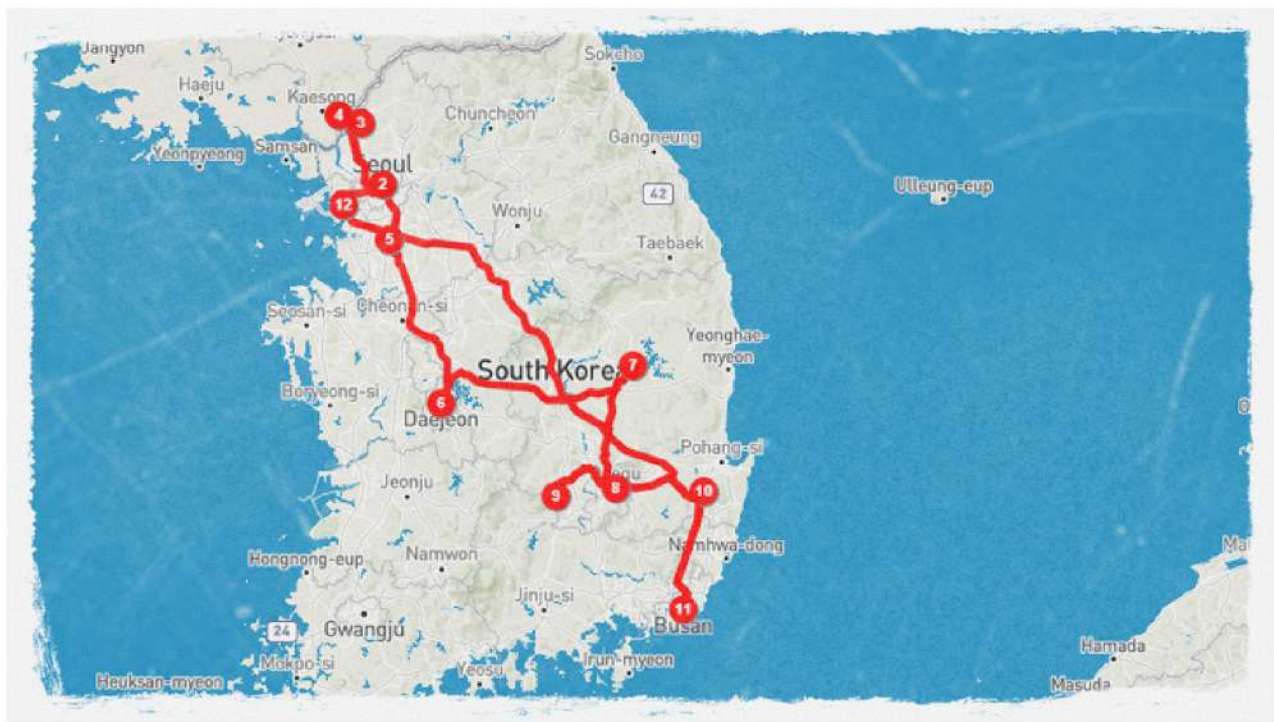 Sokcho
Jangyon
Haeju
Kaesong
Chuncheon
4
3
Gangneung
Samsan
Yeonpyeong
Seoul
2
42
Ulleung-eup
12
Wonju
5
Taebaek
Seosan-si
Cheonan-si
Yeonghae-
myeon
7
Boryeong-si
6
Daejeon
Pohang-si
Jeonju
9
8
10
Namhwa-dong
Hongnong-eup
Namwon
Jinju-si
11
Busan
24
Gwangju
Hamada
Mokpo-si
Yeosu
Irun-myeon
Heuksan-myeon
Masuda